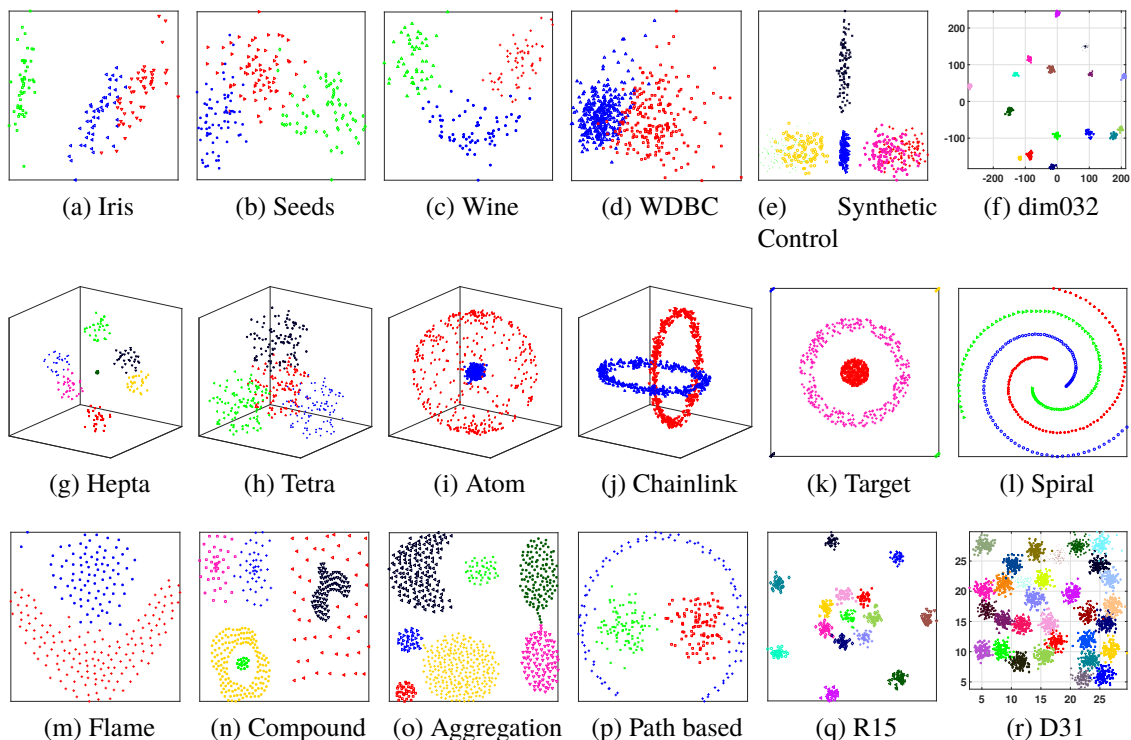 200
100
0
-100
-200 -100 0 100 200
(a) Iris
(b) Seeds
(c) Wine
(d) WDBC
(e) Synthetic
Control
(f) dim032
(g) Hepta
(h) Tetra
(i) Atom
(j) Chainlink
(k) Target
(l) Spiral
25
20
15
10
5
5 10 15 20 25
(m) Flame
(n) Compound
(o) Aggregation
(p) Path based
(q) R15
(r) D31